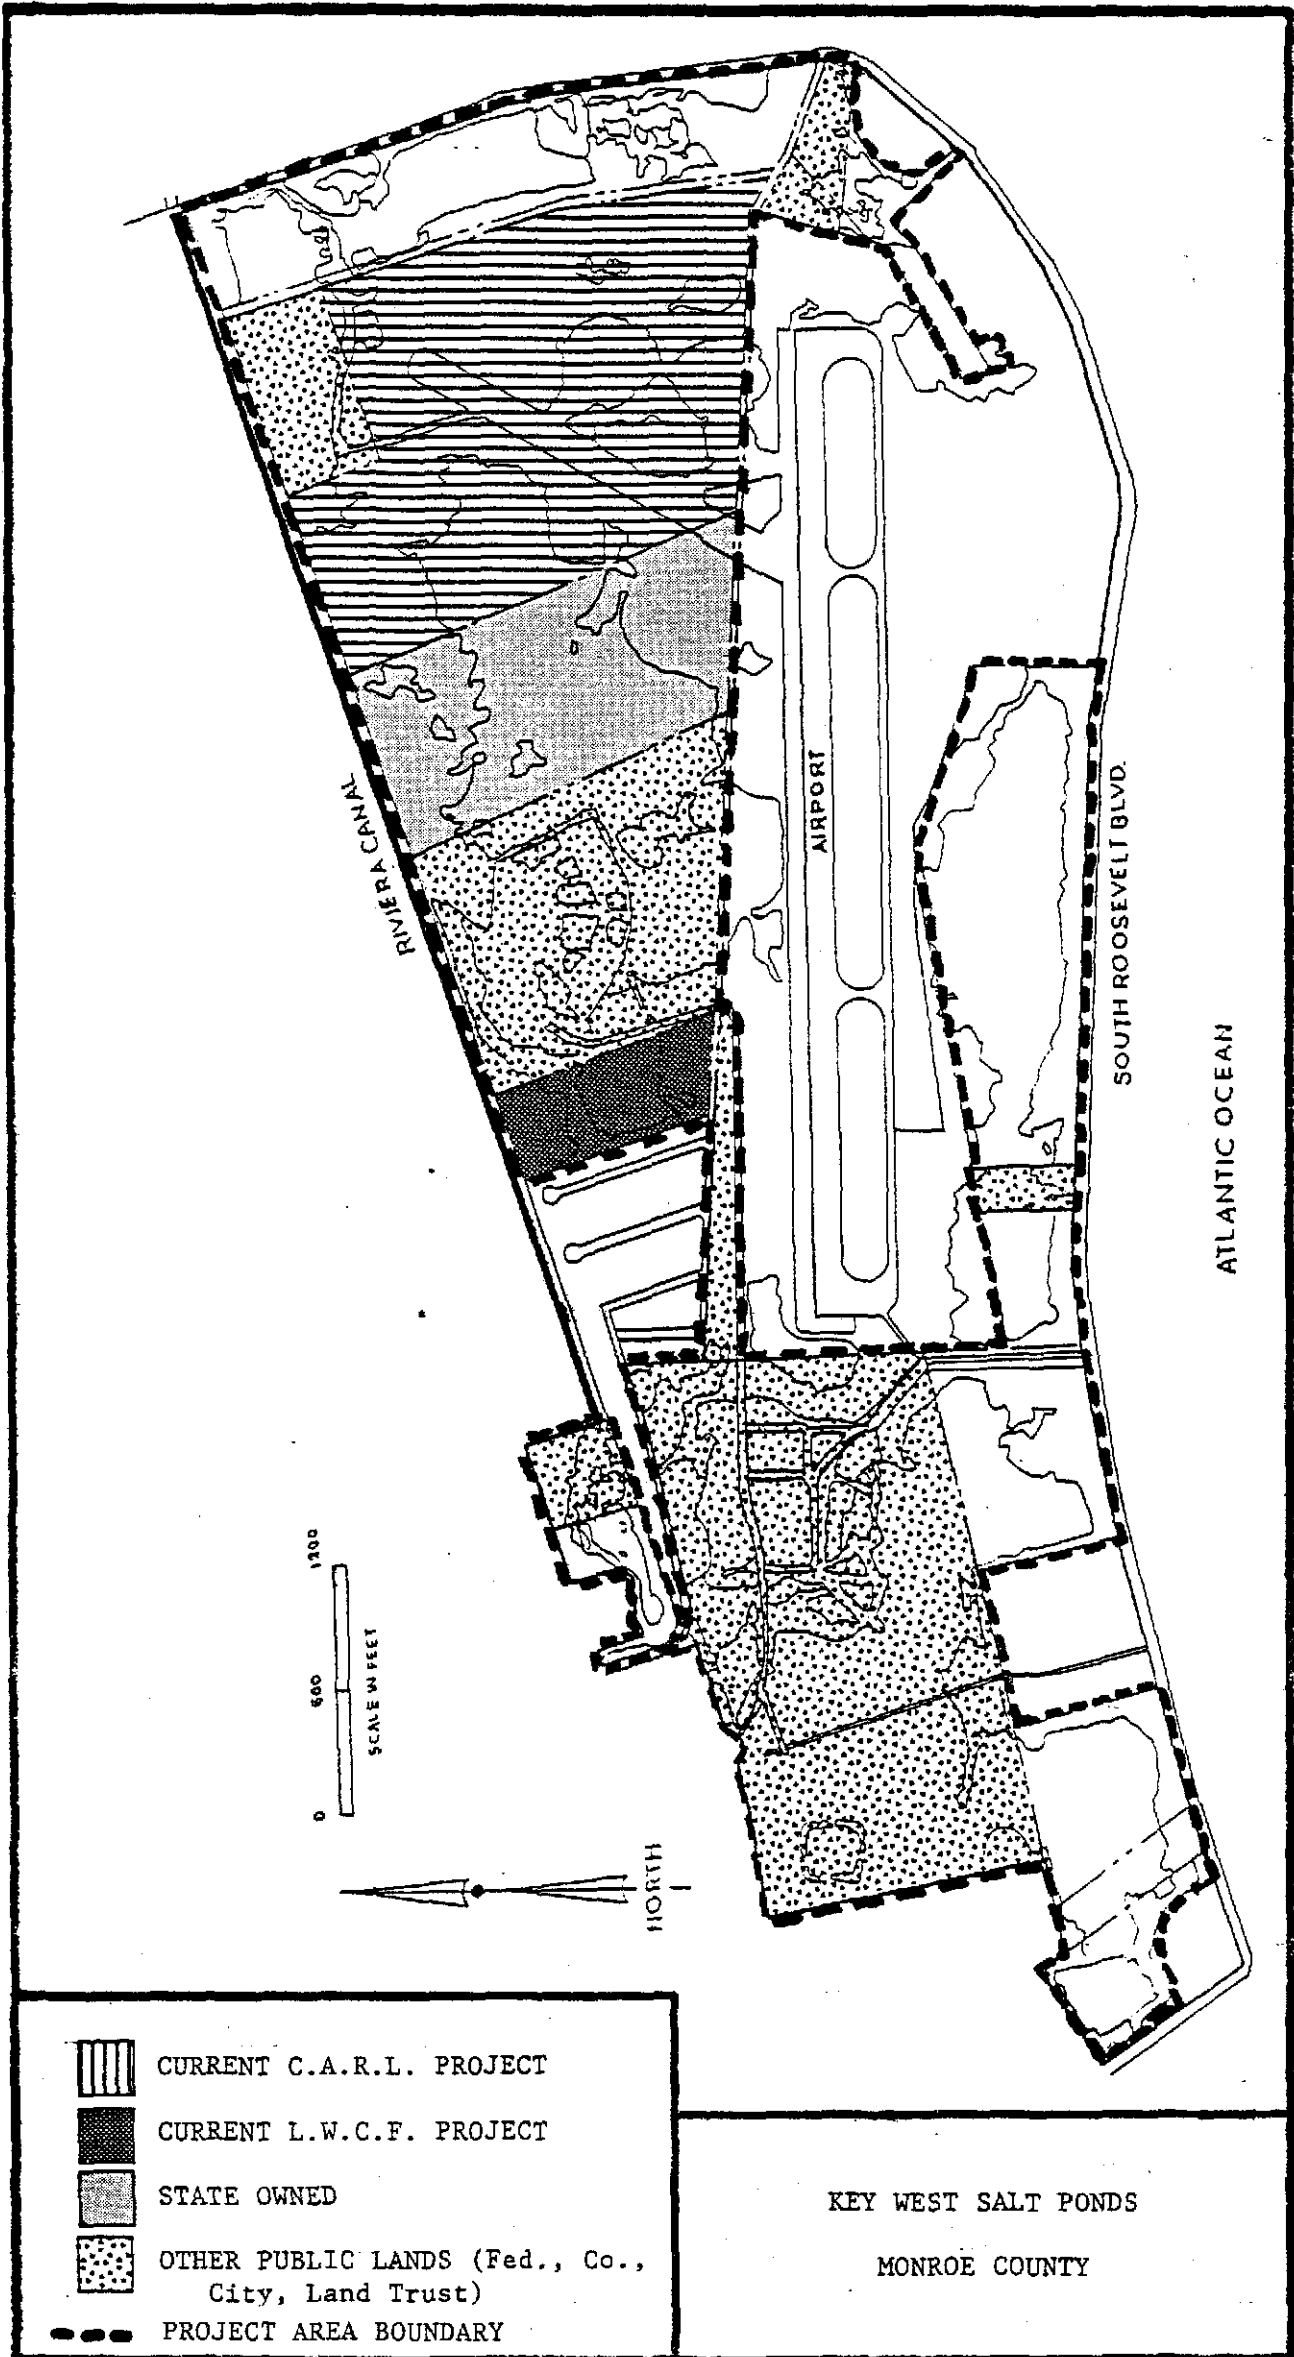 RIVIERA CANAL
AIRPORT
SOUTH ROOSEVELT BLVD.
ATLANTIC OCEAN
0 600 1200
SCALE IN FEET
NORTH
CURRENT C.A.R.L. PROJECT
CURRENT L.W.C.F. PROJECT
STATE OWNED
OTHER PUBLIC LANDS (Fed., Co.,
City, Land Trust)
PROJECT AREA BOUNDARY
KEY WEST SALT PONDS
MONROE COUNTY